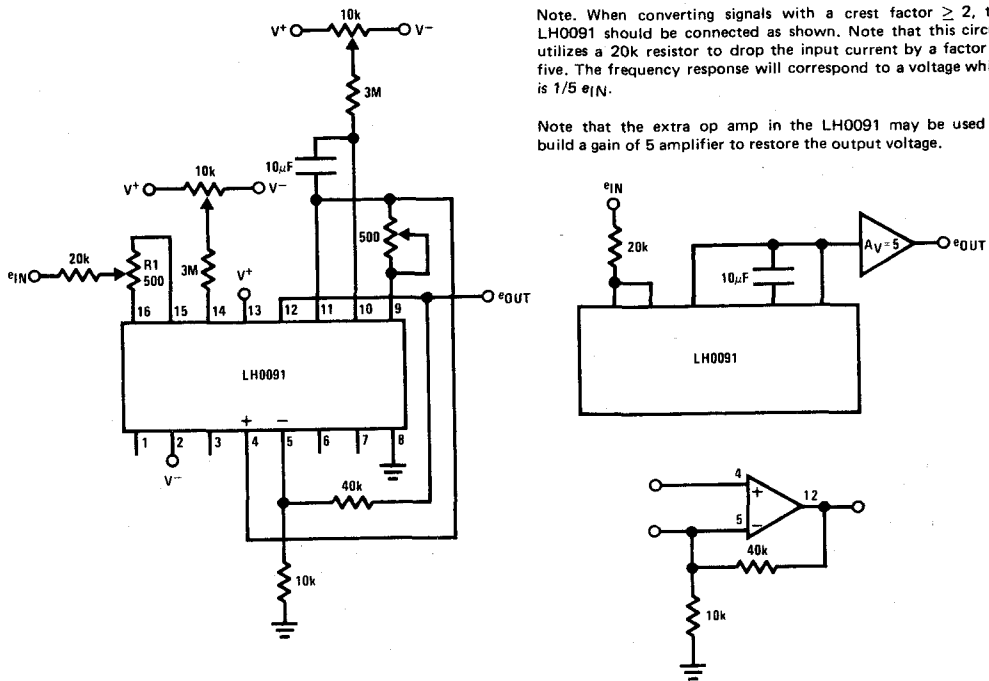 10k
V+
V−
3M
10µF
10k
V+
V−
500
20k
eIN
R1
500
3M
V+
eOUT
16
15
14
13
12
11
10
9
LH0091
+
−
1
2
3
4
5
6
7
8
V−
40k
10k
Note. When converting signals with a crest factor ≥ 2,
LH0091 should be connected as shown. Note that this
utilizes a 20k resistor to drop the input current by a factor
five. The frequency response will correspond to a voltage
is 1/5 eIN.
Note that the extra op amp in the LH0091 may be used
build a gain of 5 amplifier to restore the output voltage.
eIN
20k
10µF
AV=5
eOUT
LH0091
4
+
5
−
12
40k
10k